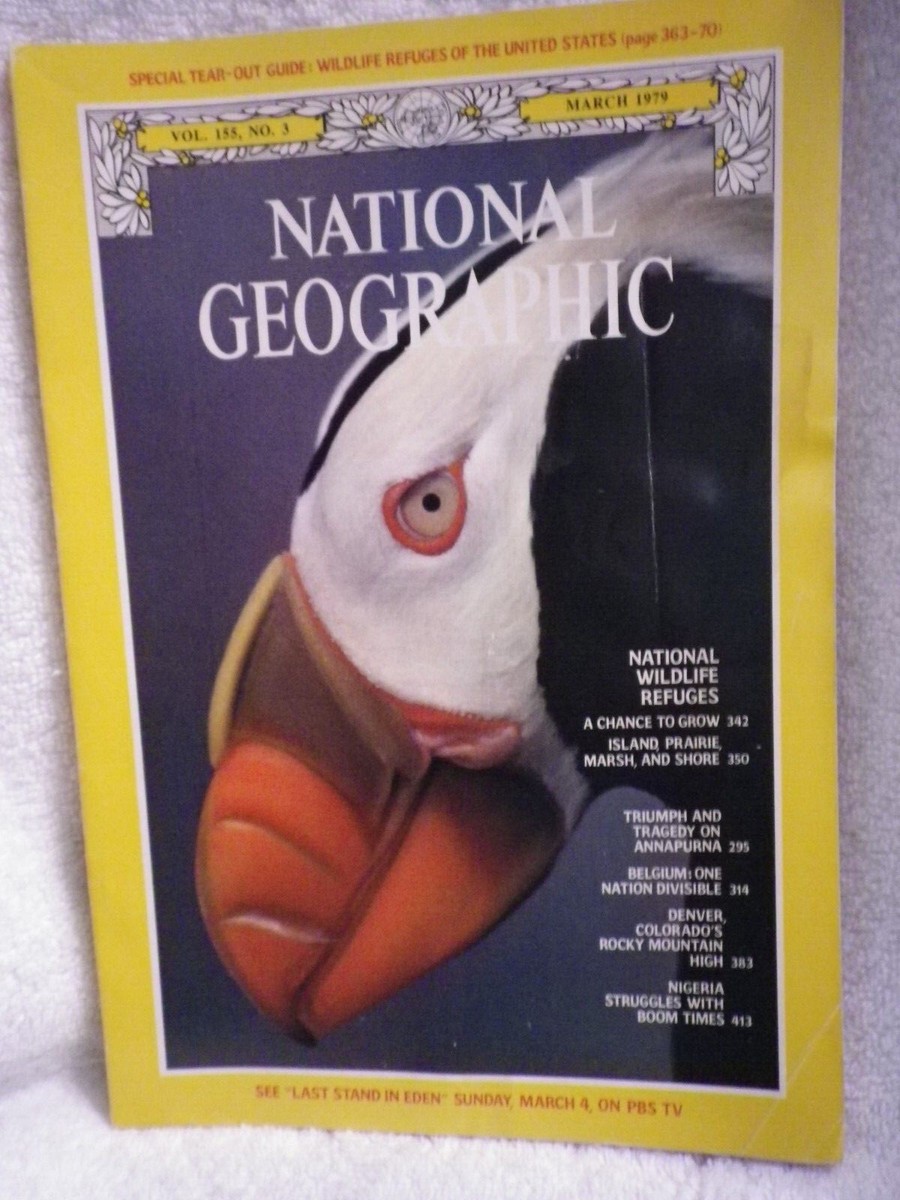 SPECIAL TEAR-OUT GUIDE: WILDLIFE REFUGES OF THE UNITED STATES (page 363-70)
VOL. 155, NO. 3
MARCH 1979
NATIONAL
GEOGRAPHIC
NATIONAL
WILDLIFE
REFUGES
A CHANCE TO GROW 342
ISLAND, PRAIRIE,
MARSH, AND SHORE 350
TRIUMPH AND
TRAGEDY ON
ANNAPURNA 295
BELGIUM: ONE
NATION DIVISIBLE 314
DENVER,
COLORADO'S
ROCKY MOUNTAIN
HIGH 383
NIGERIA
STRUGGLES WITH
BOOM TIMES 413
SEE "LAST STAND IN EDEN" SUNDAY, MARCH 4, ON PBS TV